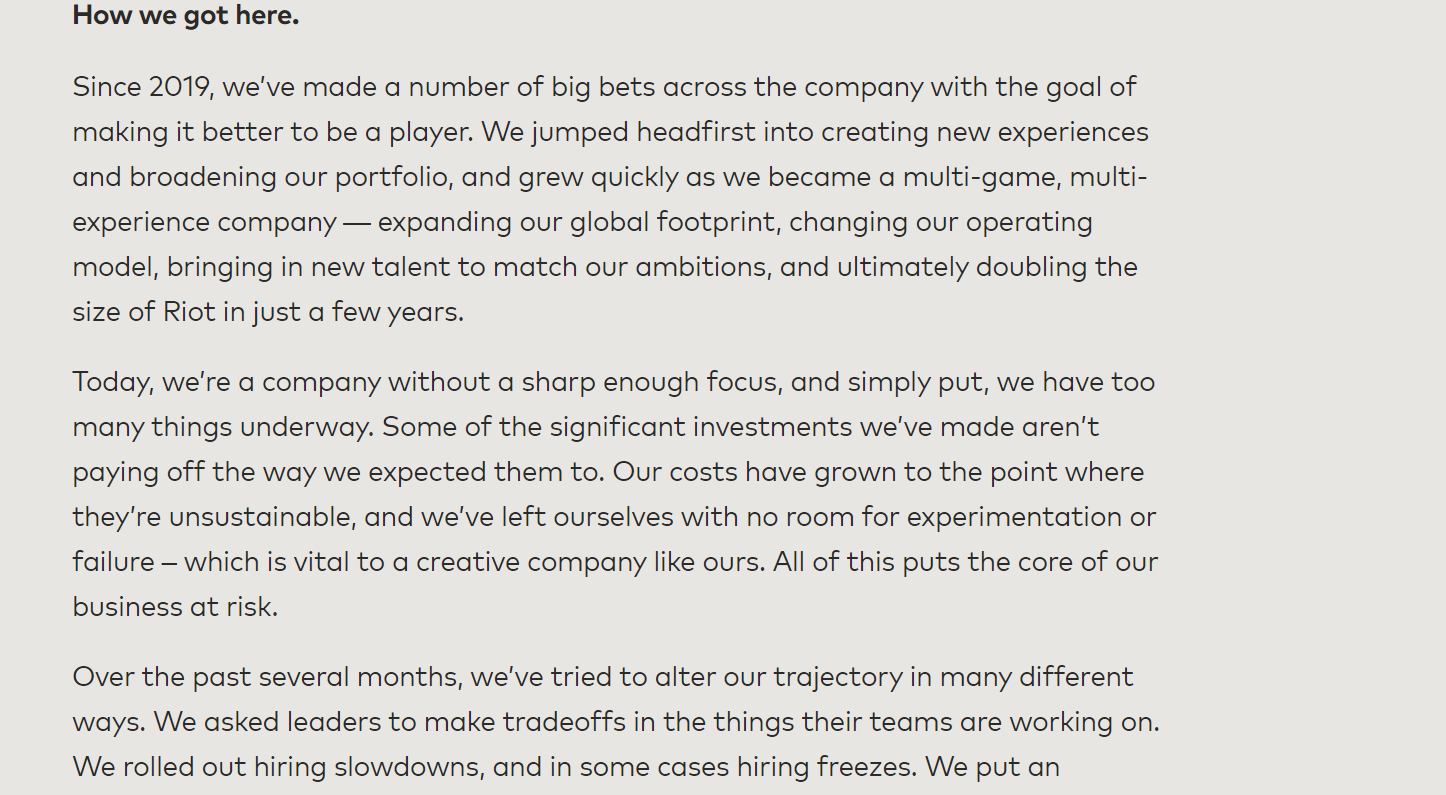 How we got here.
Since 2019, we’ve made a number of big bets across the company with the goal of
making it better to be a player. We jumped headfirst into creating new experiences
and broadening our portfolio, and grew quickly as we became a multi-game, multi-
experience company — expanding our global footprint, changing our operating
model, bringing in new talent to match our ambitions, and ultimately doubling the
size of Riot in just a few years.
Today, we’re a company without a sharp enough focus, and simply put, we have too
many things underway. Some of the significant investments we’ve made aren’t
paying off the way we expected them to. Our costs have grown to the point where
they’re unsustainable, and we’ve left ourselves with no room for experimentation or
failure – which is vital to a creative company like ours. All of this puts the core of our
business at risk.
Over the past several months, we’ve tried to alter our trajectory in many different
ways. We asked leaders to make tradeoffs in the things their teams are working on.
We rolled out hiring slowdowns, and in some cases hiring freezes. We put an